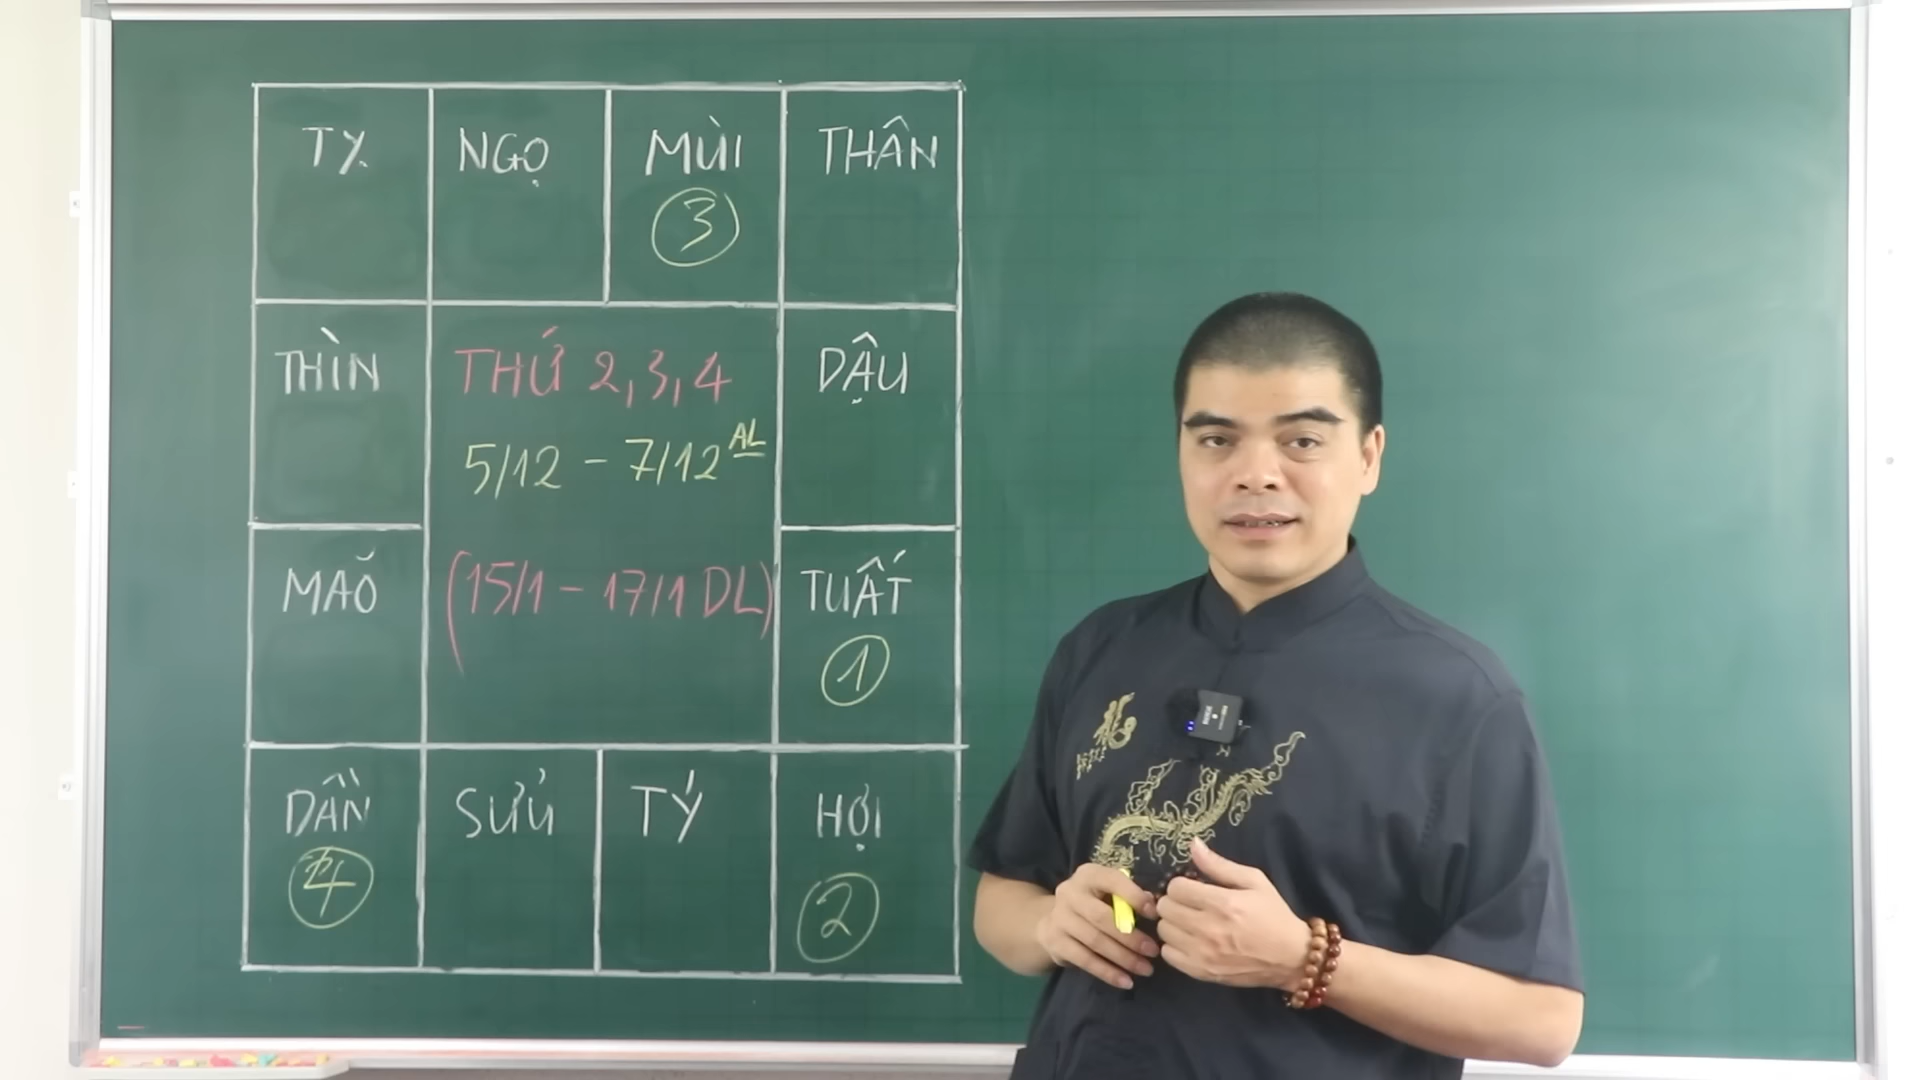 TỴ NGỌ MÙI THÂN
3
THÌN THỨ 2, 3, 4 DẬU
5/12 - 7/12 AL
MÃO (15/1 - 17/1 DL) TUẤT
1
DẦN SỬU TÝ HỢI
4 2